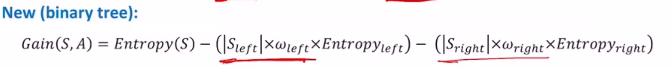 New (binary tree):
Gain(S, A) = Entropy(S) − (|S_left|×ω_left×Entropy_left) − (|S_right|×ω_right×Entropy_right)